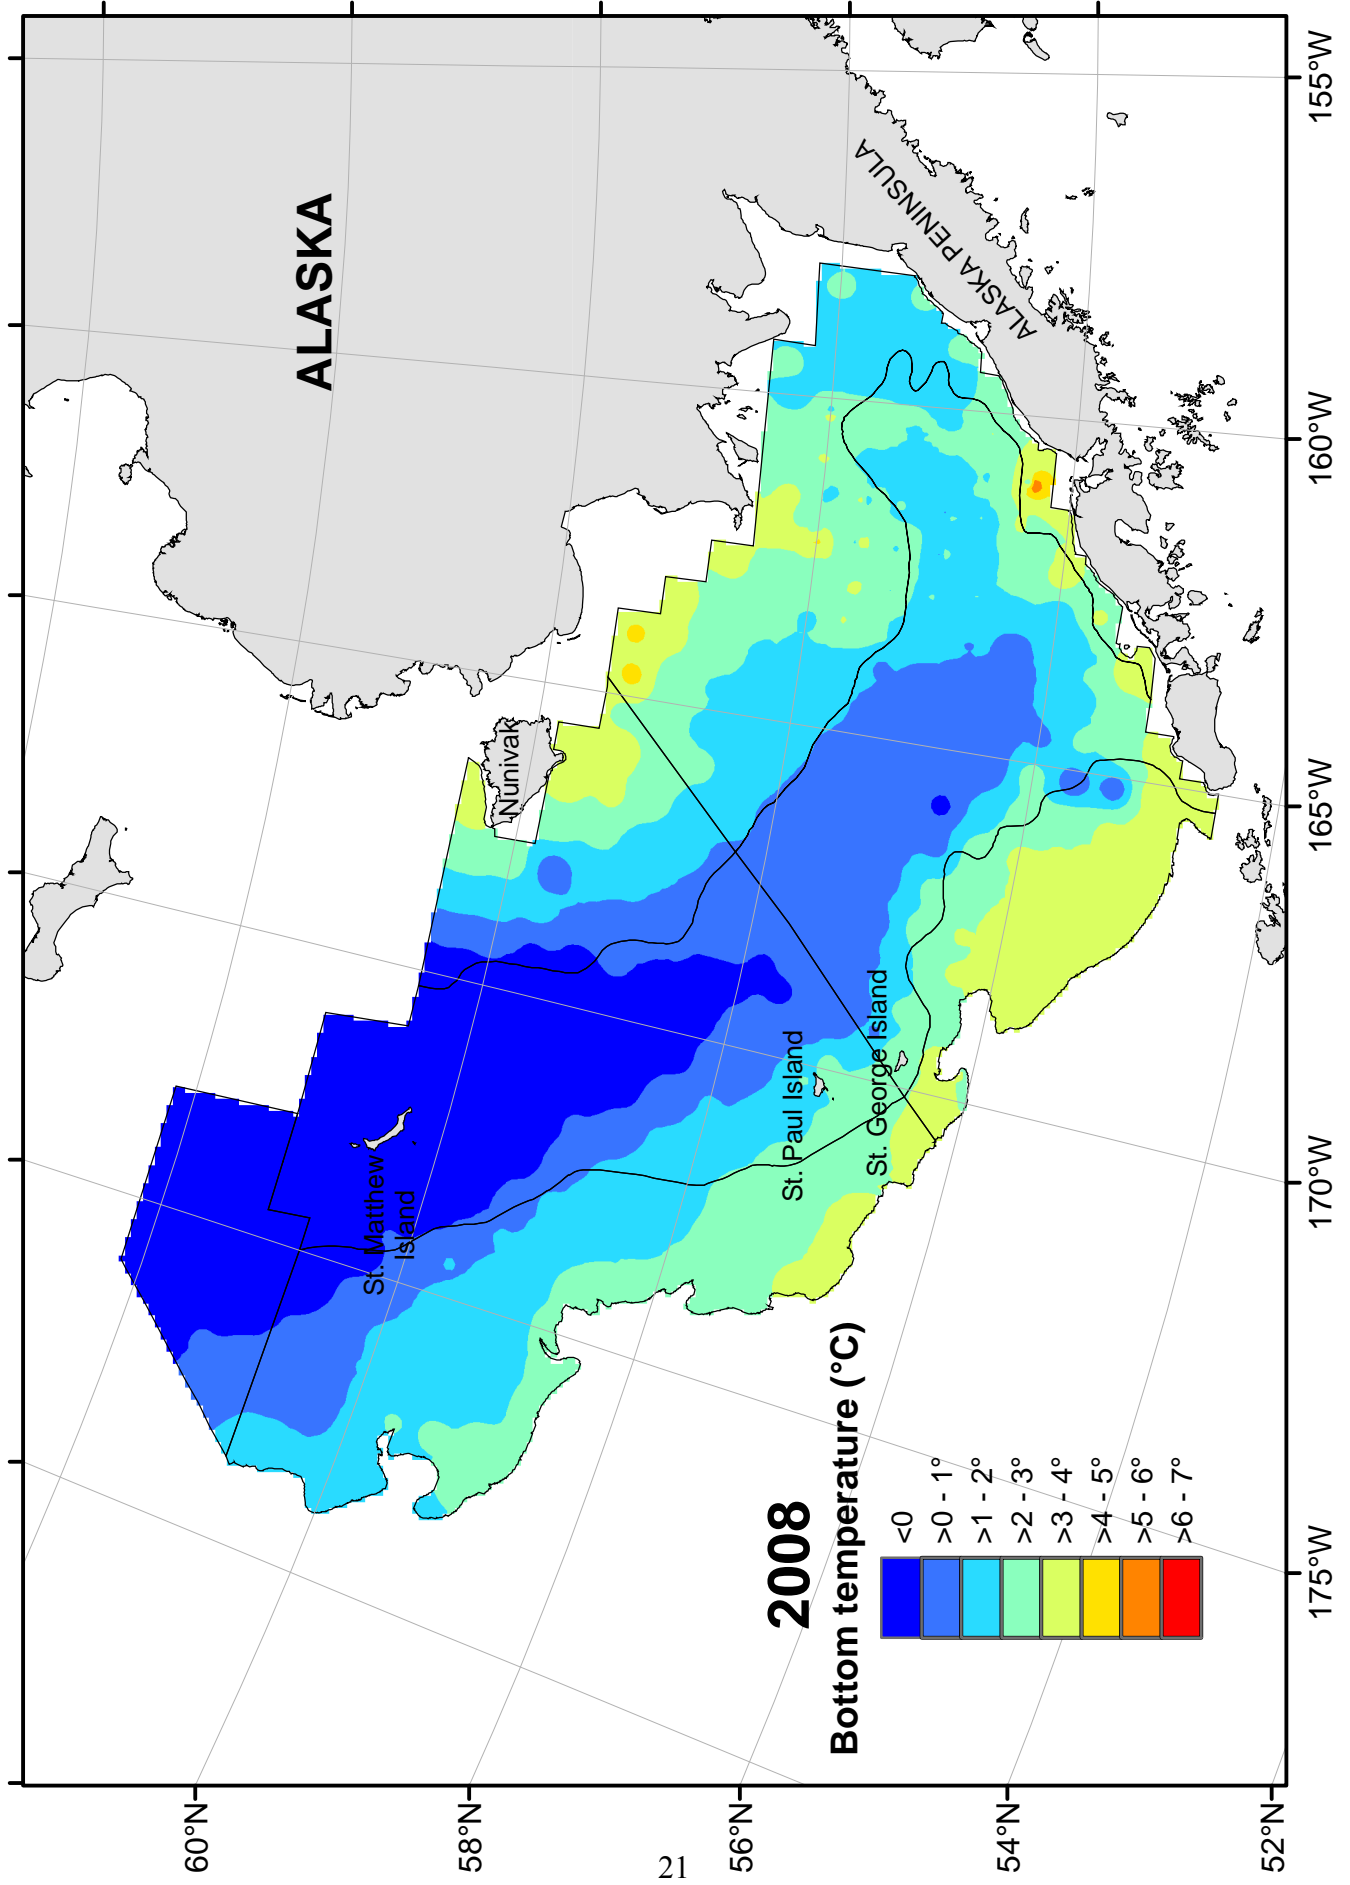 ALASKA
ALASKA PENINSULA
Nunivak
St. Matthew
Island
St. Paul Island
St. George Island
2008
Bottom temperature (°C)
<0
>0 - 1°
>1 - 2°
>2 - 3°
>3 - 4°
>4 - 5°
>5 - 6°
>6 - 7°
60°N
58°N
56°N
54°N
52°N
175°W
170°W
165°W
160°W
155°W
21